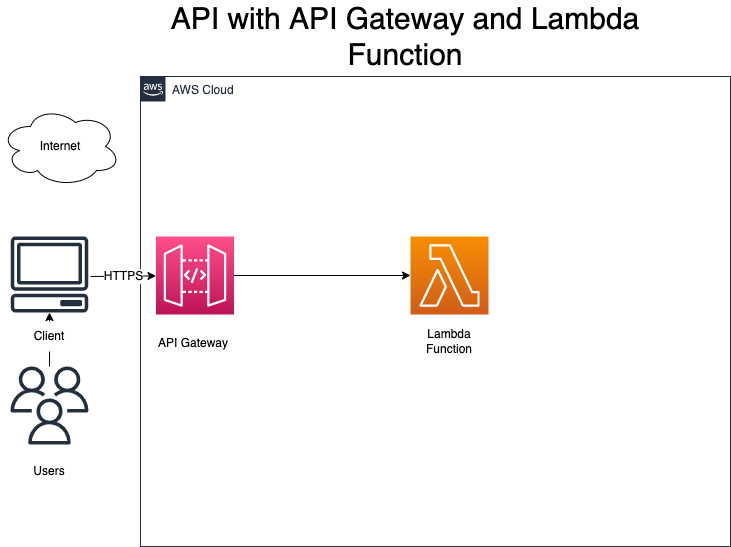 API with API Gateway and Lambda
Function
aws
AWS Cloud
Internet
HTTPS
</>
Client
API Gateway
Lambda
Function
Users